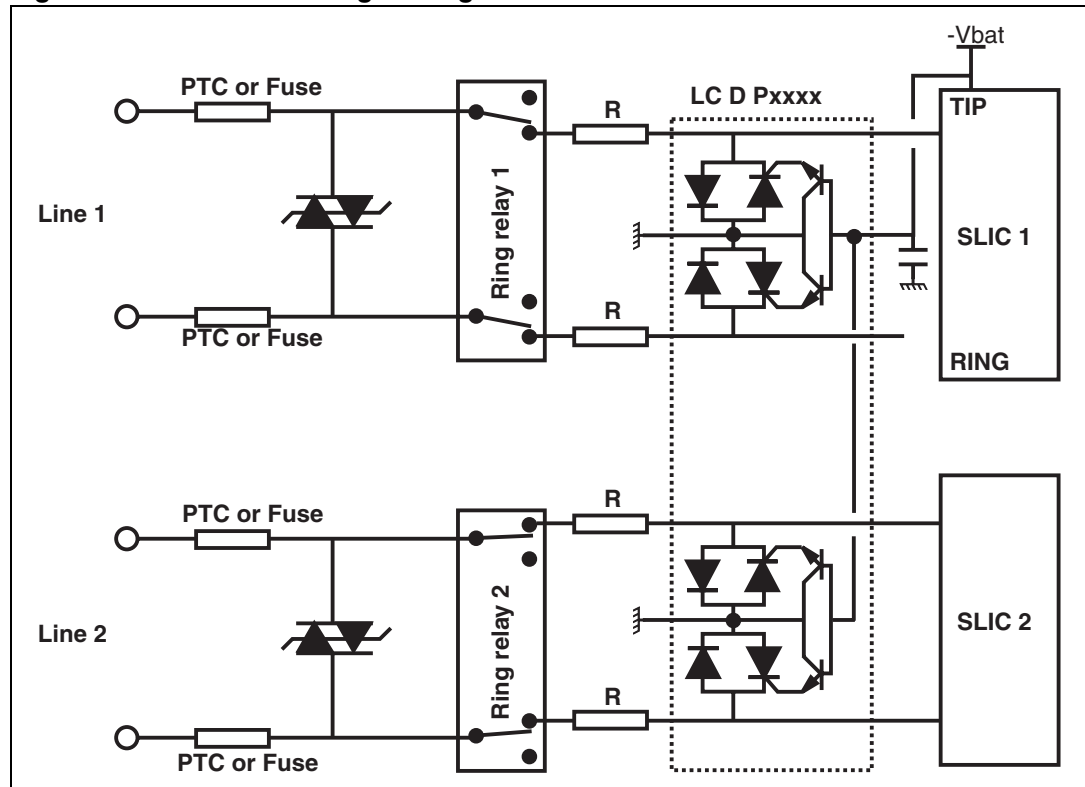 -Vbat
PTC or Fuse
R
LC D Pxxxx
TIP
Line 1
Ring relay 1
SLIC 1
PTC or Fuse
R
RING
PTC or Fuse
R
Line 2
Ring relay 2
SLIC 2
PTC or Fuse
R